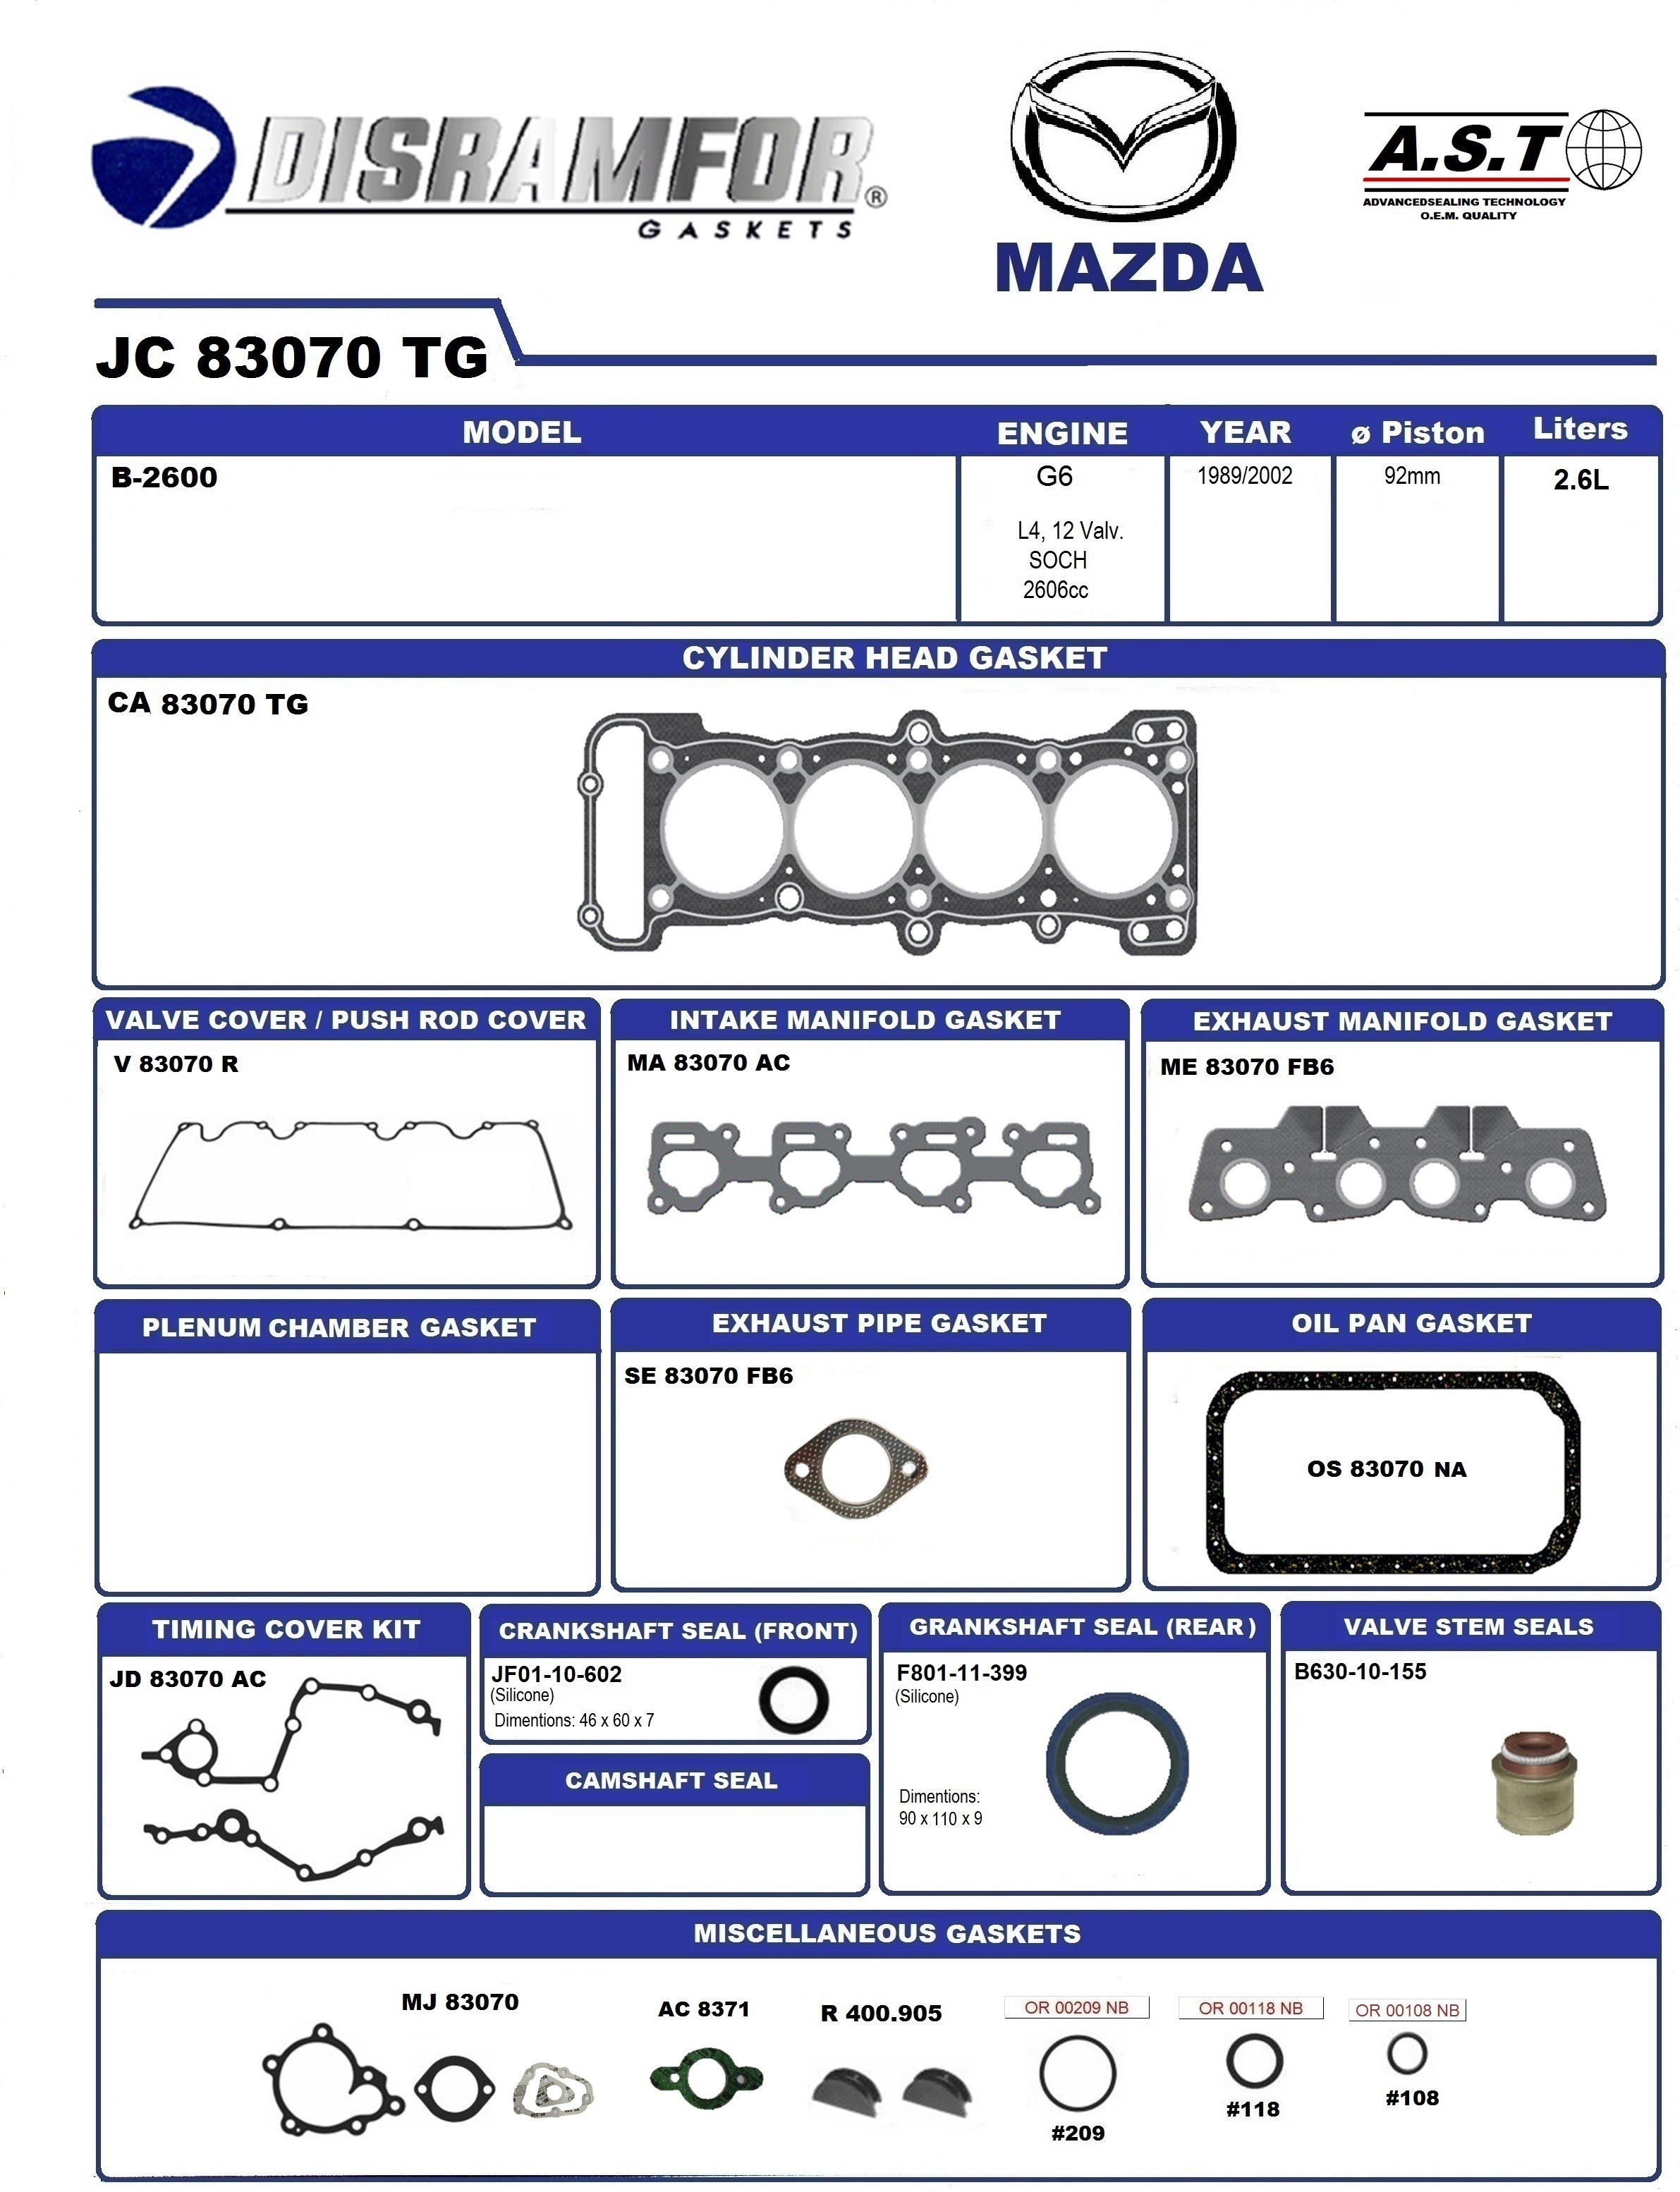 DISRAMFOR®
GASKETS
MAZDA
A.S.T
ADVANCEDSEALING TECHNOLOGY
O.E.M. QUALITY
JC 83070 TG
MODEL ENGINE YEAR ø Piston Liters
B-2600 G6 1989/2002 92mm 2.6L
L4, 12 Valv.
SOCH
2606cc
CYLINDER HEAD GASKET
CA 83070 TG
VALVE COVER / PUSH ROD COVER
V 83070 R
INTAKE MANIFOLD GASKET
MA 83070 AC
EXHAUST MANIFOLD GASKET
ME 83070 FB6
PLENUM CHAMBER GASKET
EXHAUST PIPE GASKET
SE 83070 FB6
OIL PAN GASKET
OS 83070 NA
TIMING COVER KIT
JD 83070 AC
CRANKSHAFT SEAL (FRONT)
JF01-10-602
(Silicone)
Dimentions: 46 x 60 x 7
CAMSHAFT SEAL
GRANKSHAFT SEAL (REAR)
F801-11-399
(Silicone)
Dimentions:
90 x 110 x 9
VALVE STEM SEALS
B630-10-155
MISCELLANEOUS GASKETS
MJ 83070
AC 8371
R 400.905
OR 00209 NB
#209
OR 00118 NB
#118
OR 00108 NB
#108